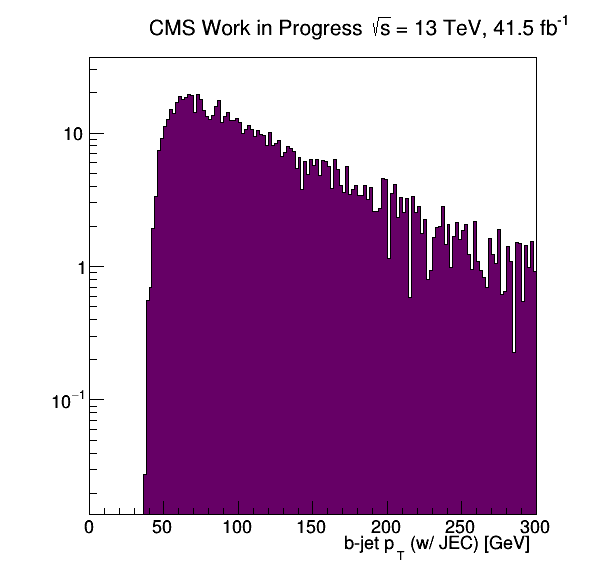 CMS Work in Progress √s = 13 TeV, 41.5 fb⁻¹
10
1
10⁻¹
0 50 100 150 200 250 300
b-jet p_T (w/ JEC) [GeV]